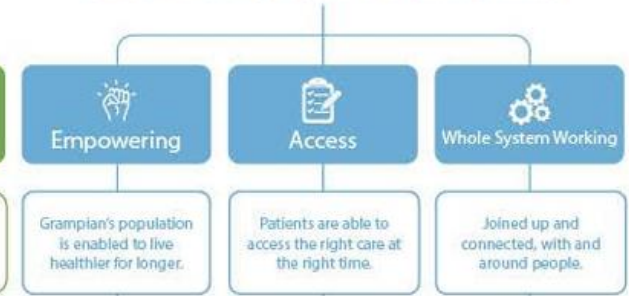 Empowering
Access
Whole System Working
Grampian's population
is enabled to live
healthier for longer.
Patients are able to
access the right care at
the right time.
Joined up and
connected, with and
around people.